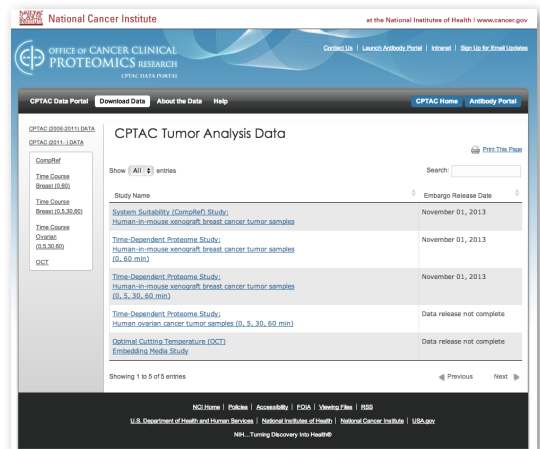 National Cancer Institute
at the National Institutes of Health | www.cancer.gov
Contact Us | Launch Antibody Portal | Intranet | Sign Up for Email Updates
OFFICE OF CANCER CLINICAL
PROTEOMICS RESEARCH
CPTAC DATA PORTAL
CPTAC Data Portal Download Data About the Data Help CPTAC Home Antibody Portal
CPTAC (2006-2011) DATA
CPTAC (2011- ) DATA
CompRef
Time Course
Breast (0,60)
Time Course
Breast (0,5,30,60)
Time Course
Ovarian
(0,5,30,60)
OCT
CPTAC Tumor Analysis Data
Print This Page
Show All entries
Search:
Study Name Embargo Release Date
System Suitability (CompRef) Study: November 01, 2013
Human-in-mouse xenograft breast cancer tumor samples
Time-Dependent Proteome Study: November 01, 2013
Human-in-mouse xenograft breast cancer tumor samples
(0, 60 min)
Time-Dependent Proteome Study: November 01, 2013
Human-in-mouse xenograft breast cancer tumor samples
(0, 5, 30, 60 min)
Time-Dependent Proteome Study: Data release not complete
Human ovarian cancer tumor samples (0, 5, 30, 60 min)
Optimal Cutting Temperature (OCT) Data release not complete
Embedding Media Study
Showing 1 to 5 of 5 entries
Previous Next
NCI Home | Policies | Accessibility | FOIA | Viewing Files | RSS
U.S. Department of Health and Human Services | National Institutes of Health | National Cancer Institute | USA.gov
NIH...Turning Discovery Into Health®